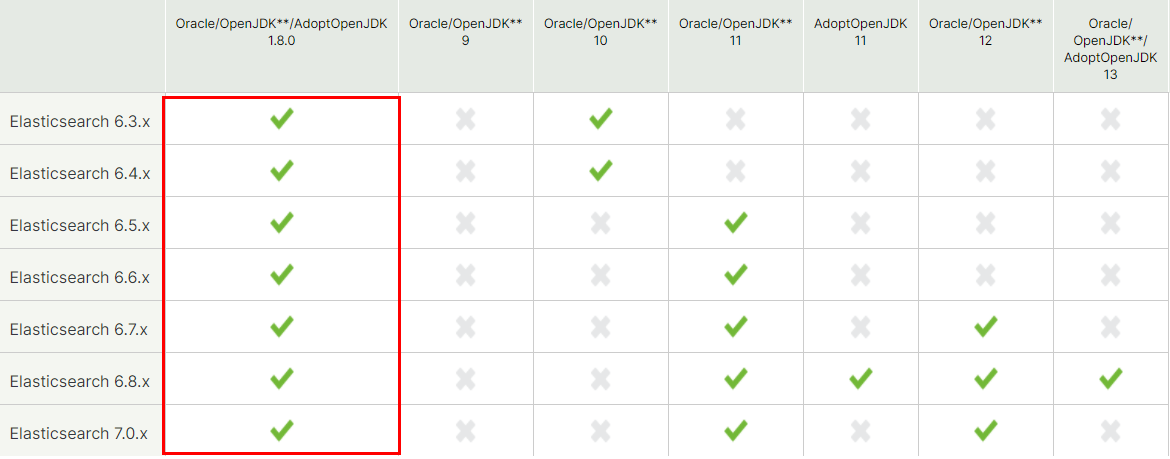 Oracle/OpenJDK**/AdoptOpenJDK
1.8.0
Oracle/OpenJDK**
9
Oracle/OpenJDK**
10
Oracle/OpenJDK**
11
AdoptOpenJDK
11
Oracle/OpenJDK**
12
Oracle/
OpenJDK**/
AdoptOpenJDK
13
Elasticsearch 6.3.x
Elasticsearch 6.4.x
Elasticsearch 6.5.x
Elasticsearch 6.6.x
Elasticsearch 6.7.x
Elasticsearch 6.8.x
Elasticsearch 7.0.x